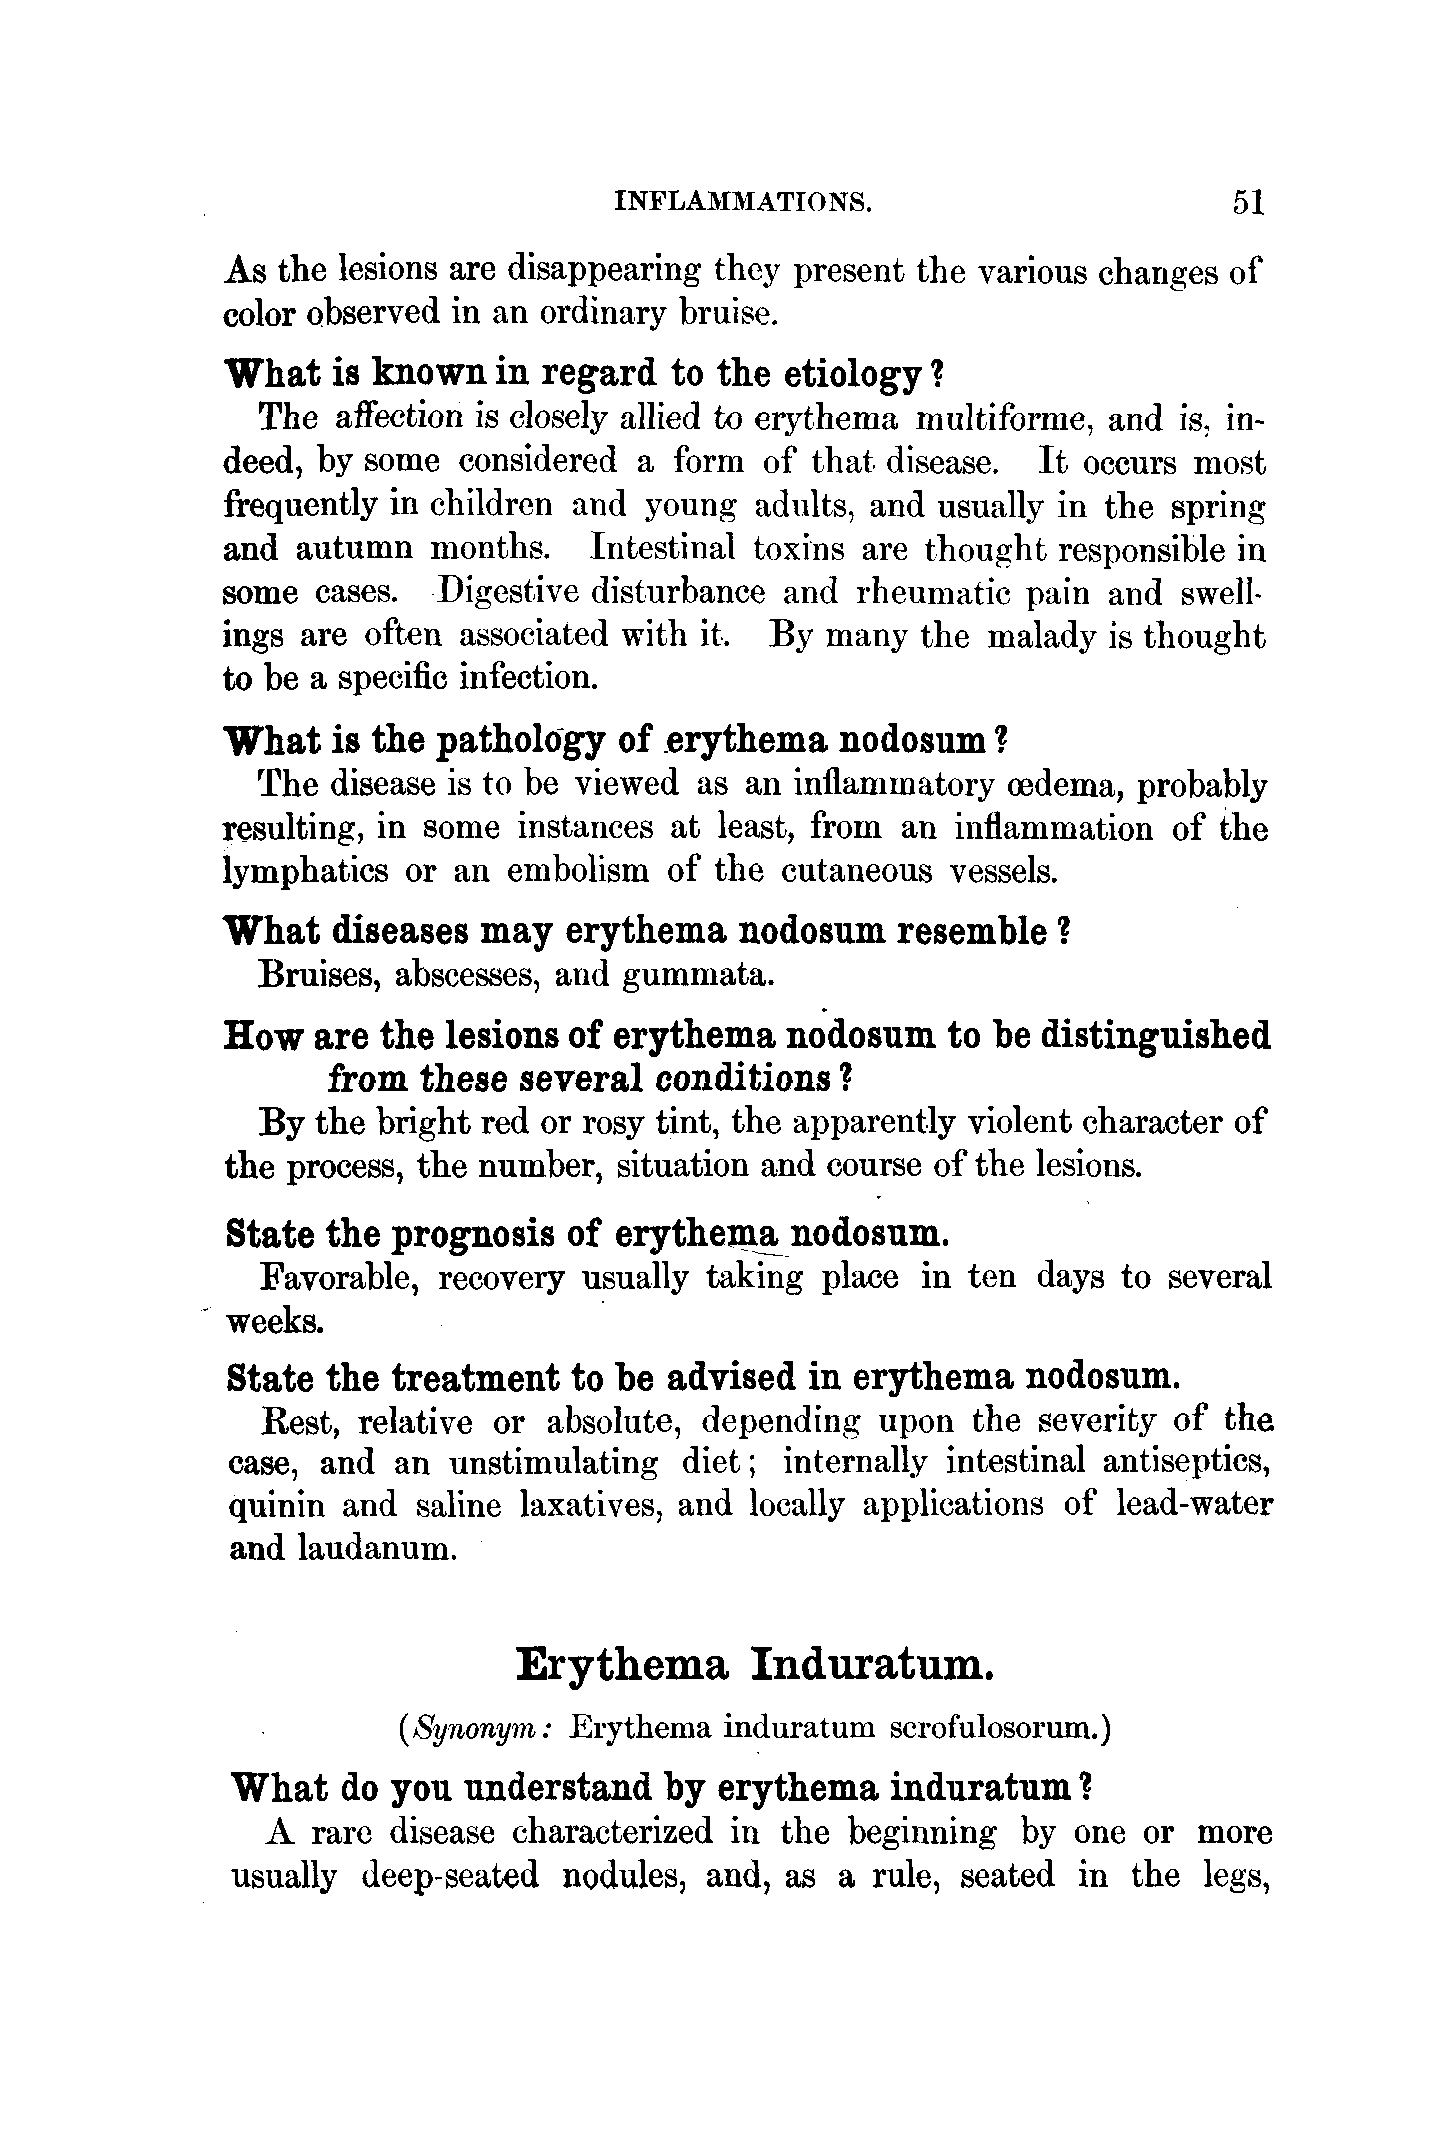 INFLAMMATIONS. 51
As the lesions are disappearing they present the various changes of
color observed in an ordinary bruise.
What is known in regard to the etiology?
The affection is closely allied to erythema multiforme, and is, in-
deed, by some considered a form of that disease. It occurs most
frequently in children and young adults, and usually in the spring
and autumn months. Intestinal toxins are thought responsible in
some cases. Digestive disturbance and rheumatic pain and swell-
ings are often associated with it. By many the malady is thought
to be a specific infection.
What is the pathology of erythema nodosum?
The disease is to be viewed as an inflammatory œdema, probably
resulting, in some instances at least, from an inflammation of the
lymphatics or an embolism of the cutaneous vessels.
What diseases may erythema nodosum resemble?
Bruises, abscesses, and gummata.
How are the lesions of erythema nodosum to be distinguished
from these several conditions?
By the bright red or rosy tint, the apparently violent character of
the process, the number, situation and course of the lesions.
State the prognosis of erythema nodosum.
Favorable, recovery usually taking place in ten days to several
weeks.
State the treatment to be advised in erythema nodosum.
Rest, relative or absolute, depending upon the severity of the
case, and an unstimulating diet; internally intestinal antiseptics,
quinin and saline laxatives, and locally applications of lead-water
and laudanum.
Erythema Induratum.
(Synonym: Erythema induratum scrofulosorum.)
What do you understand by erythema induratum?
A rare disease characterized in the beginning by one or more
usually deep-seated nodules, and, as a rule, seated in the legs,